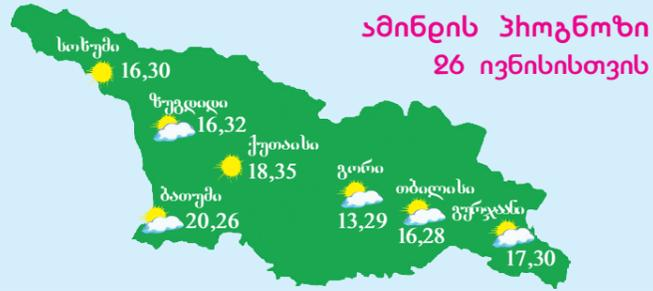 ამინდის პროგნოზი
26 ივნისისთვის
სოხუმი
16,30
ზუგდიდი
16,32
ქუთაისი
18,35
ბათუმი
20,26
გორი
13,29
თბილისი
16,28
გურჯაანი
17,30